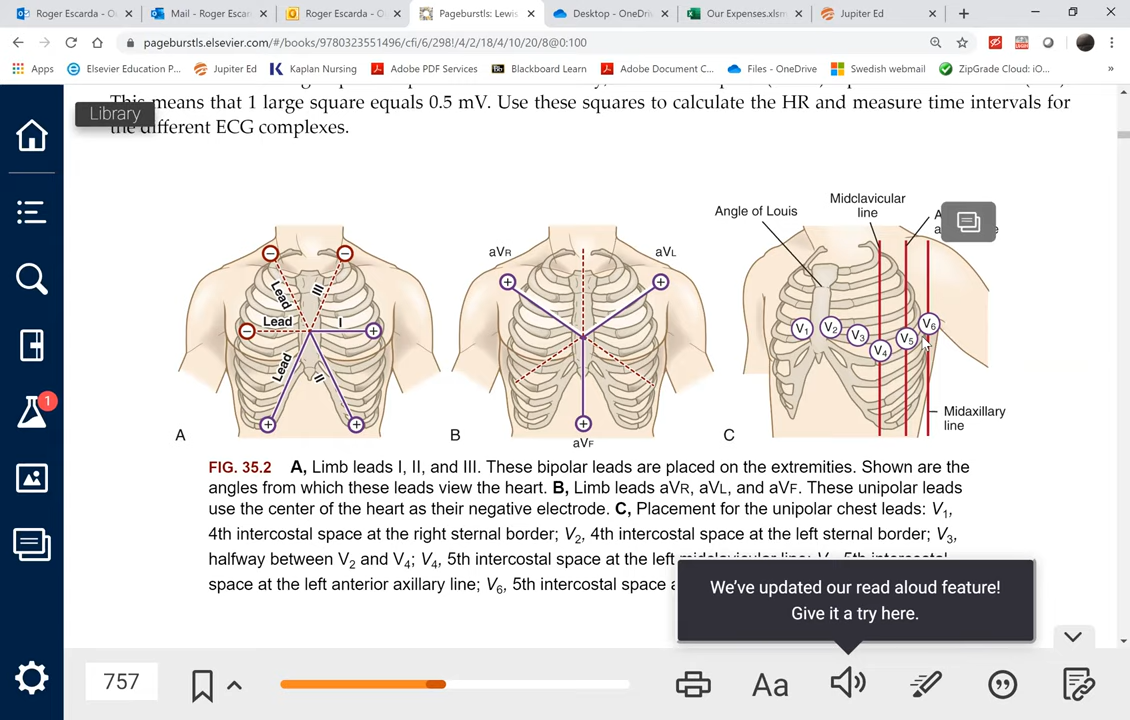 Roger Escarda - Ov
Mail - Roger Escar
Roger Escarda - O
Pageburstls: Lewis
Desktop - OneDriv
Our Expenses.xlsm
Jupiter Ed
pageburstls.elsevier.com/#/books/9780323551496/cfi/6/298!/4/2/18/4/10/20/8@0:100
Apps
Elsevier Education P...
Jupiter Ed
Kaplan Nursing
Adobe PDF Services
Blackboard Learn
Adobe Document C...
Files - OneDrive
Swedish webmail
ZipGrade Cloud: iO...
»
This means that 1 large square equals 0.5 mV. Use these squares to calculate the HR and measure time intervals for
the different ECG complexes.
Library
Midclavicular
line
Angle of Louis
aVR
aVL
Lead
III
Lead
I
Lead
II
V1
V2
V3
V4
V5
V6
Midaxillary
line
A
B
aVF
C
FIG. 35.2 A, Limb leads I, II, and III. These bipolar leads are placed on the extremities. Shown are the
angles from which these leads view the heart. B, Limb leads aVR, aVL, and aVF. These unipolar leads
use the center of the heart as their negative electrode. C, Placement for the unipolar chest leads: V1,
4th intercostal space at the right sternal border; V2, 4th intercostal space at the left sternal border; V3,
halfway between V2 and V4; V4, 5th intercostal space at the left midclavicular line;
space at the left anterior axillary line; V6, 5th intercostal space
We've updated our read aloud feature!
Give it a try here.
1
757
Aa